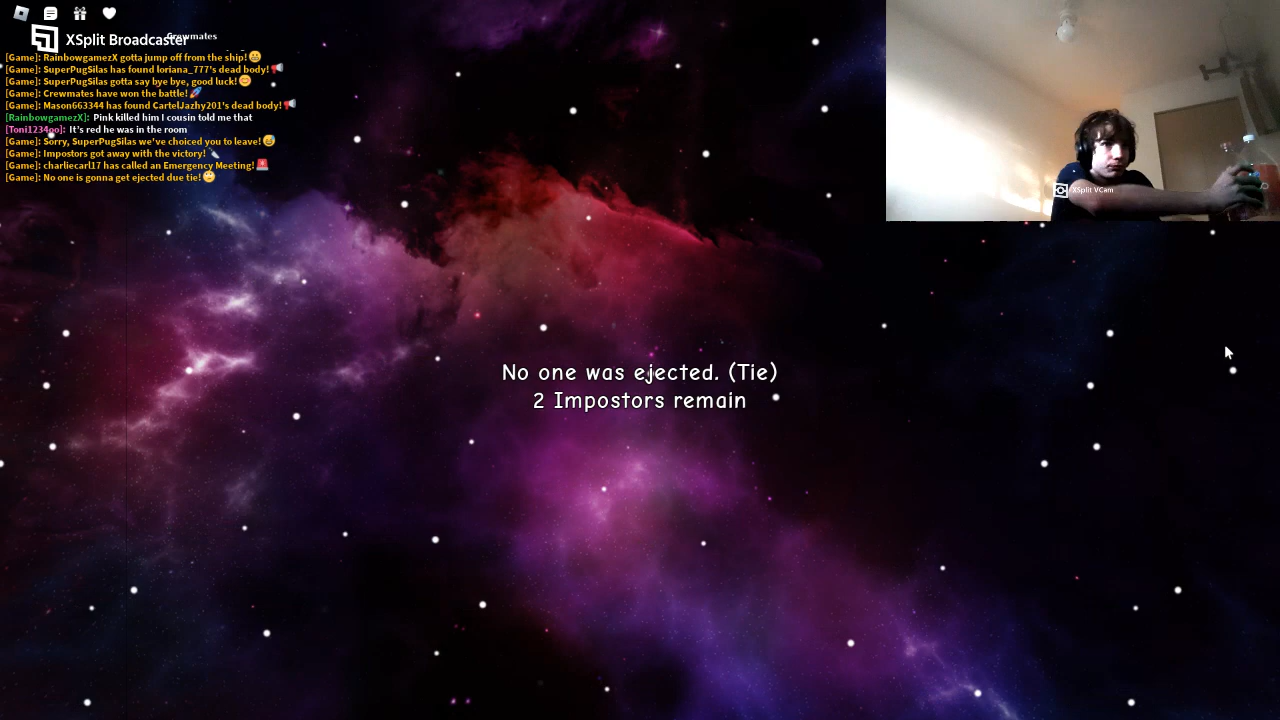 XSplit Broadcaster
Crewmates
[Game]: RainbowgamezX gotta jump off from the ship!😬
[Game]: SuperPugSilas has found loriana_777's dead body!📢
[Game]: SuperPugSilas gotta say bye bye, good luck!😊
[Game]: Crewmates have won the battle!🚀
[Game]: Mason663344 has found CartelJazhy201's dead body!📢
[RainbowgamezX]: Pink killed him I cousin told me that
[Toni1234oo]: It's red he was in the room
[Game]: Sorry, SuperPugSilas we've choiced you to leave!😅
[Game]: Impostors got away with the victory!🔪
[Game]: charliecarl17 has called an Emergency Meeting!🚨
[Game]: No one is gonna get ejected due tie!🙄
XSplit VCam
No one was ejected. (Tie)
2 Impostors remain